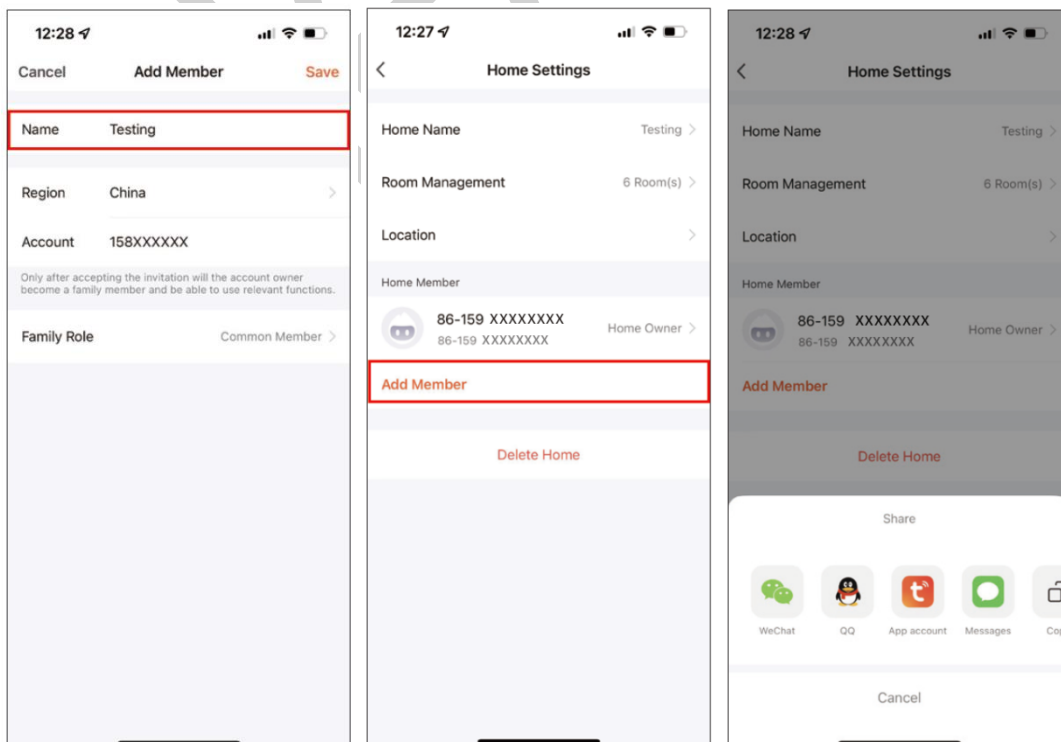 12:28
Cancel Add Member Save
Name Testing
Region China
Account 158XXXXXX
Only after accepting the invitation will the account owner
become a family member and be able to use relevant functions.
Family Role Common Member
12:27
Home Settings
Home Name Testing
Room Management 6 Room(s)
Location
Home Member
86-159 XXXXXXXX Home Owner
86-159 XXXXXXXX
Add Member
Delete Home
12:28
Home Settings
Home Name Testing
Room Management 6 Room(s)
Location
Home Member
86-159 XXXXXXXX Home Owner
86-159 XXXXXXXX
Add Member
Delete Home
Share
WeChat QQ App account Messages
Cancel